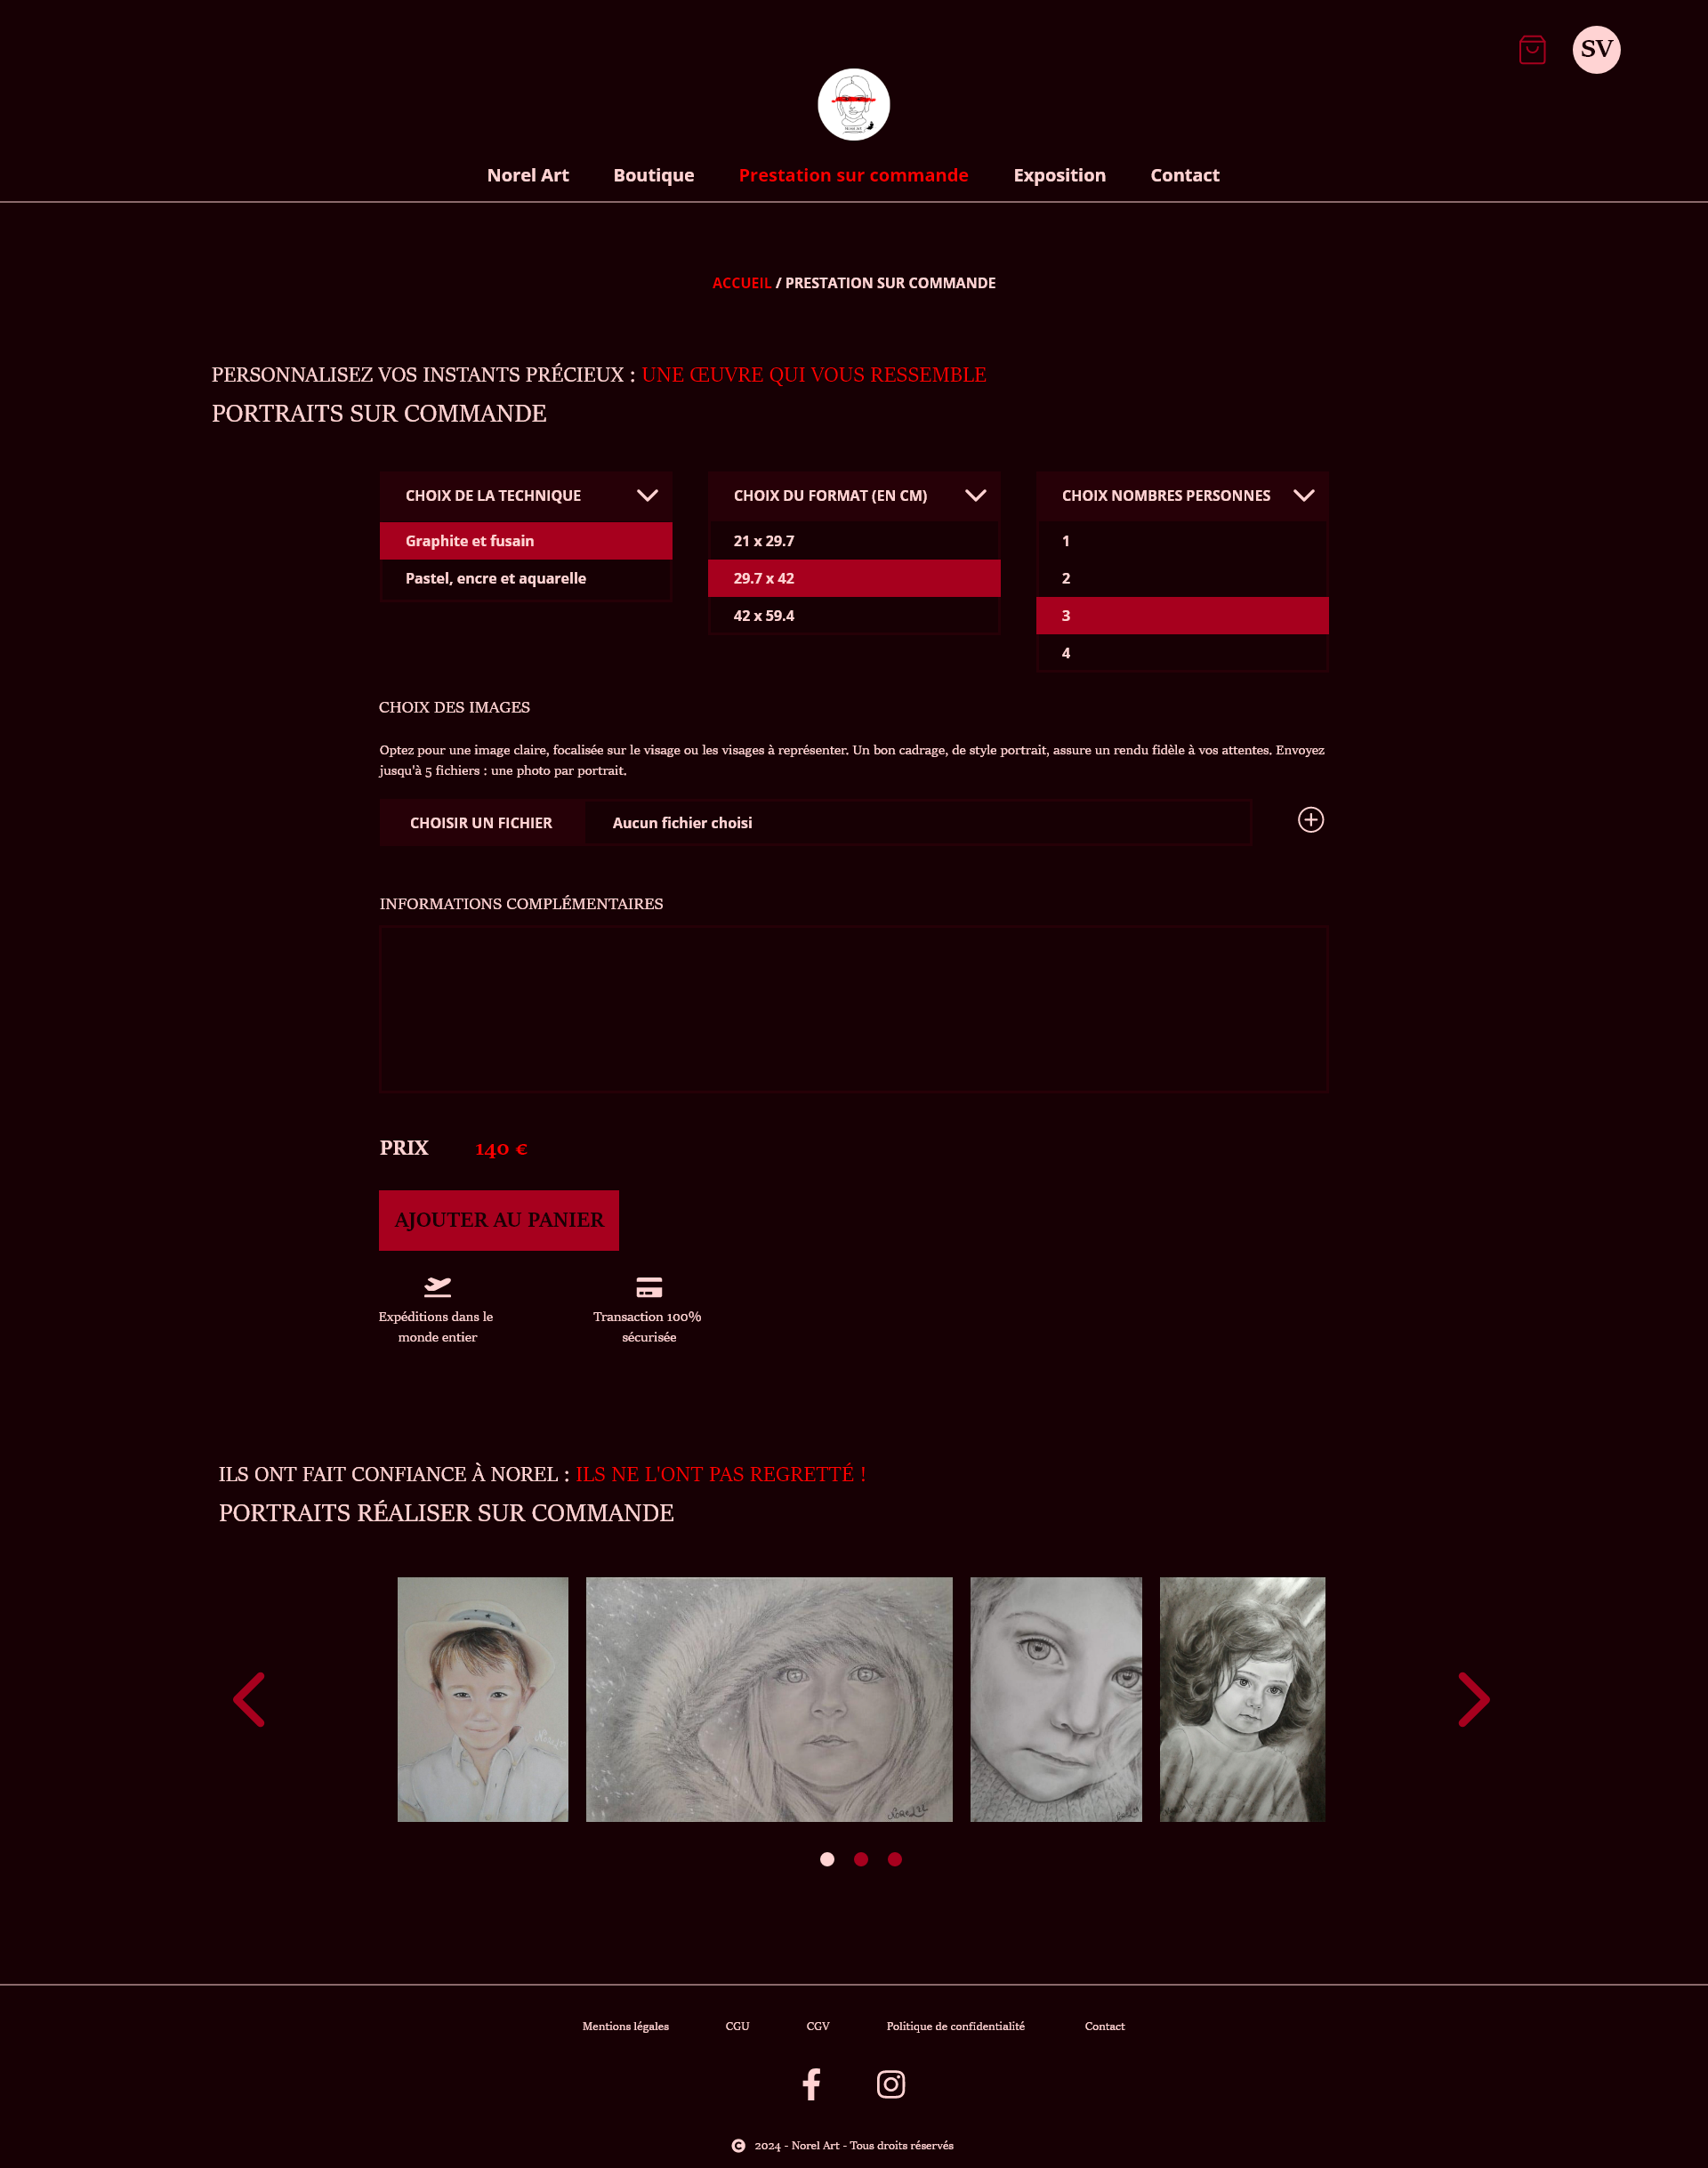 SV
Norel Art Boutique Prestation sur commande Exposition Contact
ACCUEIL / PRESTATION SUR COMMANDE
PERSONNALISEZ VOS INSTANTS PRÉCIEUX : UNE ŒUVRE QUI VOUS RESSEMBLE
PORTRAITS SUR COMMANDE
CHOIX DE LA TECHNIQUE
Graphite et fusain
Pastel, encre et aquarelle
CHOIX DU FORMAT (EN CM)
21 x 29.7
29.7 x 42
42 x 59.4
CHOIX NOMBRES PERSONNES
1
2
3
4
CHOIX DES IMAGES
Optez pour une image claire, focalisée sur le visage ou les visages à représenter. Un bon cadrage, de style portrait, assure un rendu fidèle à vos attentes. Envoyez
jusqu'à 5 fichiers : une photo par portrait.
CHOISIR UN FICHIER Aucun fichier choisi
INFORMATIONS COMPLÉMENTAIRES
PRIX 140 €
AJOUTER AU PANIER
Expéditions dans le
monde entier
Transaction 100%
sécurisée
ILS ONT FAIT CONFIANCE À NOREL : ILS NE L'ONT PAS REGRETTÉ !
PORTRAITS RÉALISER SUR COMMANDE
Mentions légales CGU CGV Politique de confidentialité Contact
2024 - Norel Art - Tous droits réservés